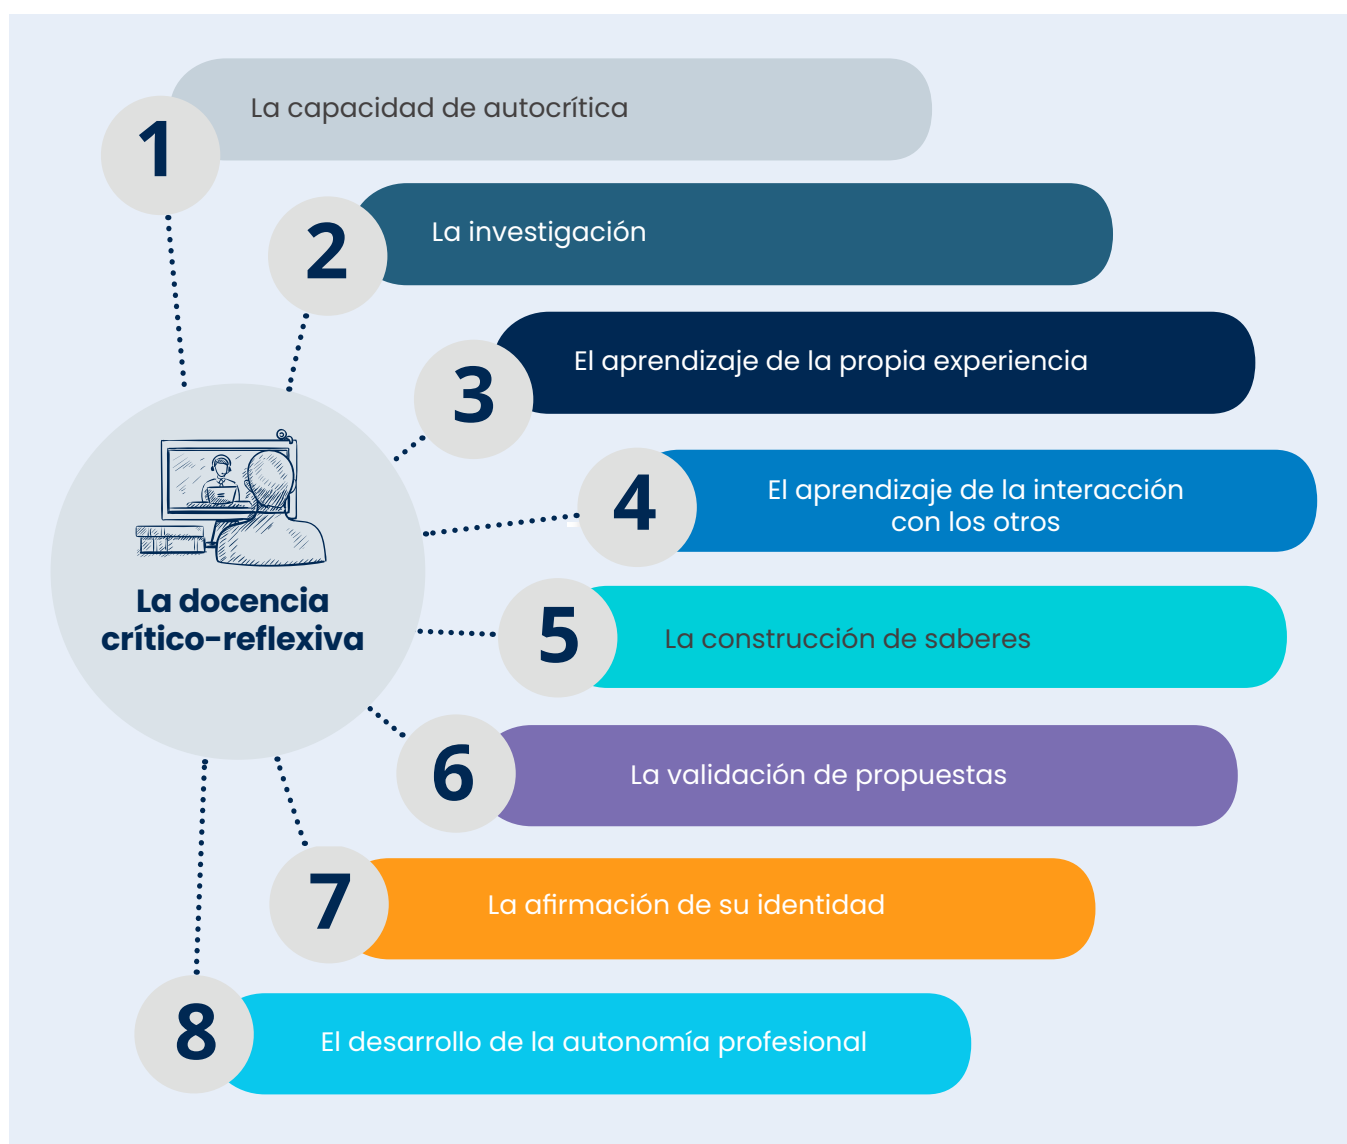 1
La capacidad de autocrítica
2
La investigación
3
El aprendizaje de la propia experiencia
4
El aprendizaje de la interacción
con los otros
La docencia
crítico-reflexiva
5
La construcción de saberes
6
La validación de propuestas
7
La afirmación de su identidad
8
El desarrollo de la autonomía profesional